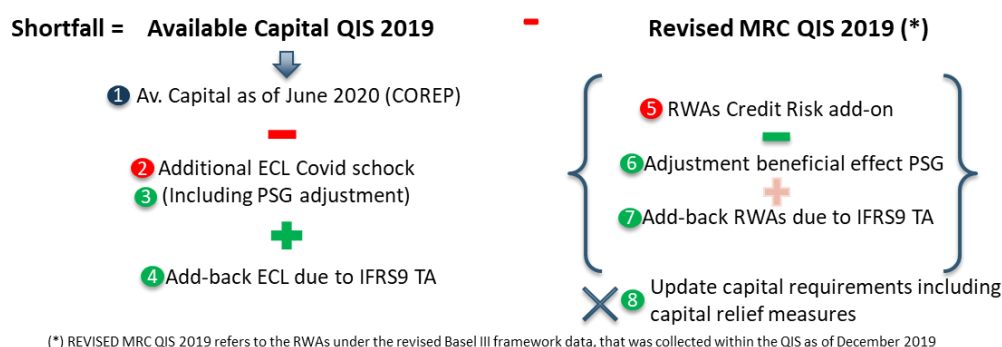 Shortfall = Available Capital QIS 2019 - Revised MRC QIS 2019 (*)
1 Av. Capital as of June 2020 (COREP)
2 Additional ECL Covid schock
3 (Including PSG adjustment)
4 Add-back ECL due to IFRS9 TA
5 RWAs Credit Risk add-on
6 Adjustment beneficial effect PSG
7 Add-back RWAs due to IFRS9 TA
8 Update capital requirements including
capital relief measures
(*) REVISED MRC QIS 2019 refers to the RWAs under the revised Basel III framework data, that was collected within the QIS as of December 2019